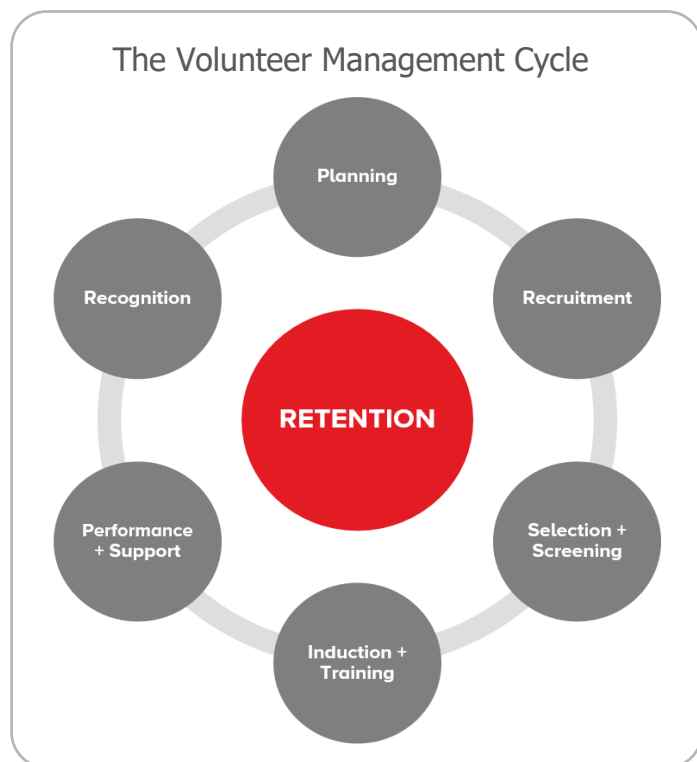 The Volunteer Management Cycle
Planning
Recognition
Recruitment
RETENTION
Performance
+ Support
Selection +
Screening
Induction +
Training